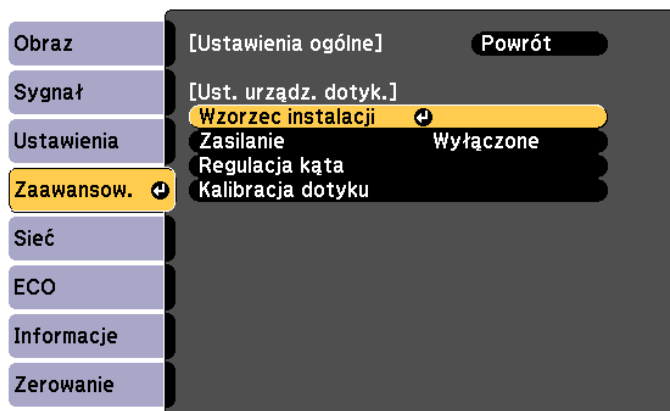 Obraz
Sygnał
Ustawienia
Zaawansow.
Sieć
ECO
Informacje
Zerowanie
[Ustawienia ogólne] Powrót
[Ust. urządz. dotyk.]
Wzorzec instalacji
Zasilanie Wyłączone
Regulacja kąta
Kalibracja dotyku